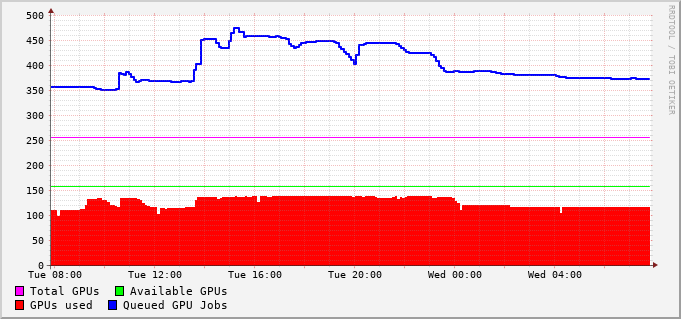 500
450
400
350
300
250
200
150
100
50
0
Tue 08:00 Tue 12:00 Tue 16:00 Tue 20:00 Wed 00:00 Wed 04:00
Total GPUs Available GPUs
GPUs used Queued GPU Jobs
RRDTOOL / TOBI OETIKER